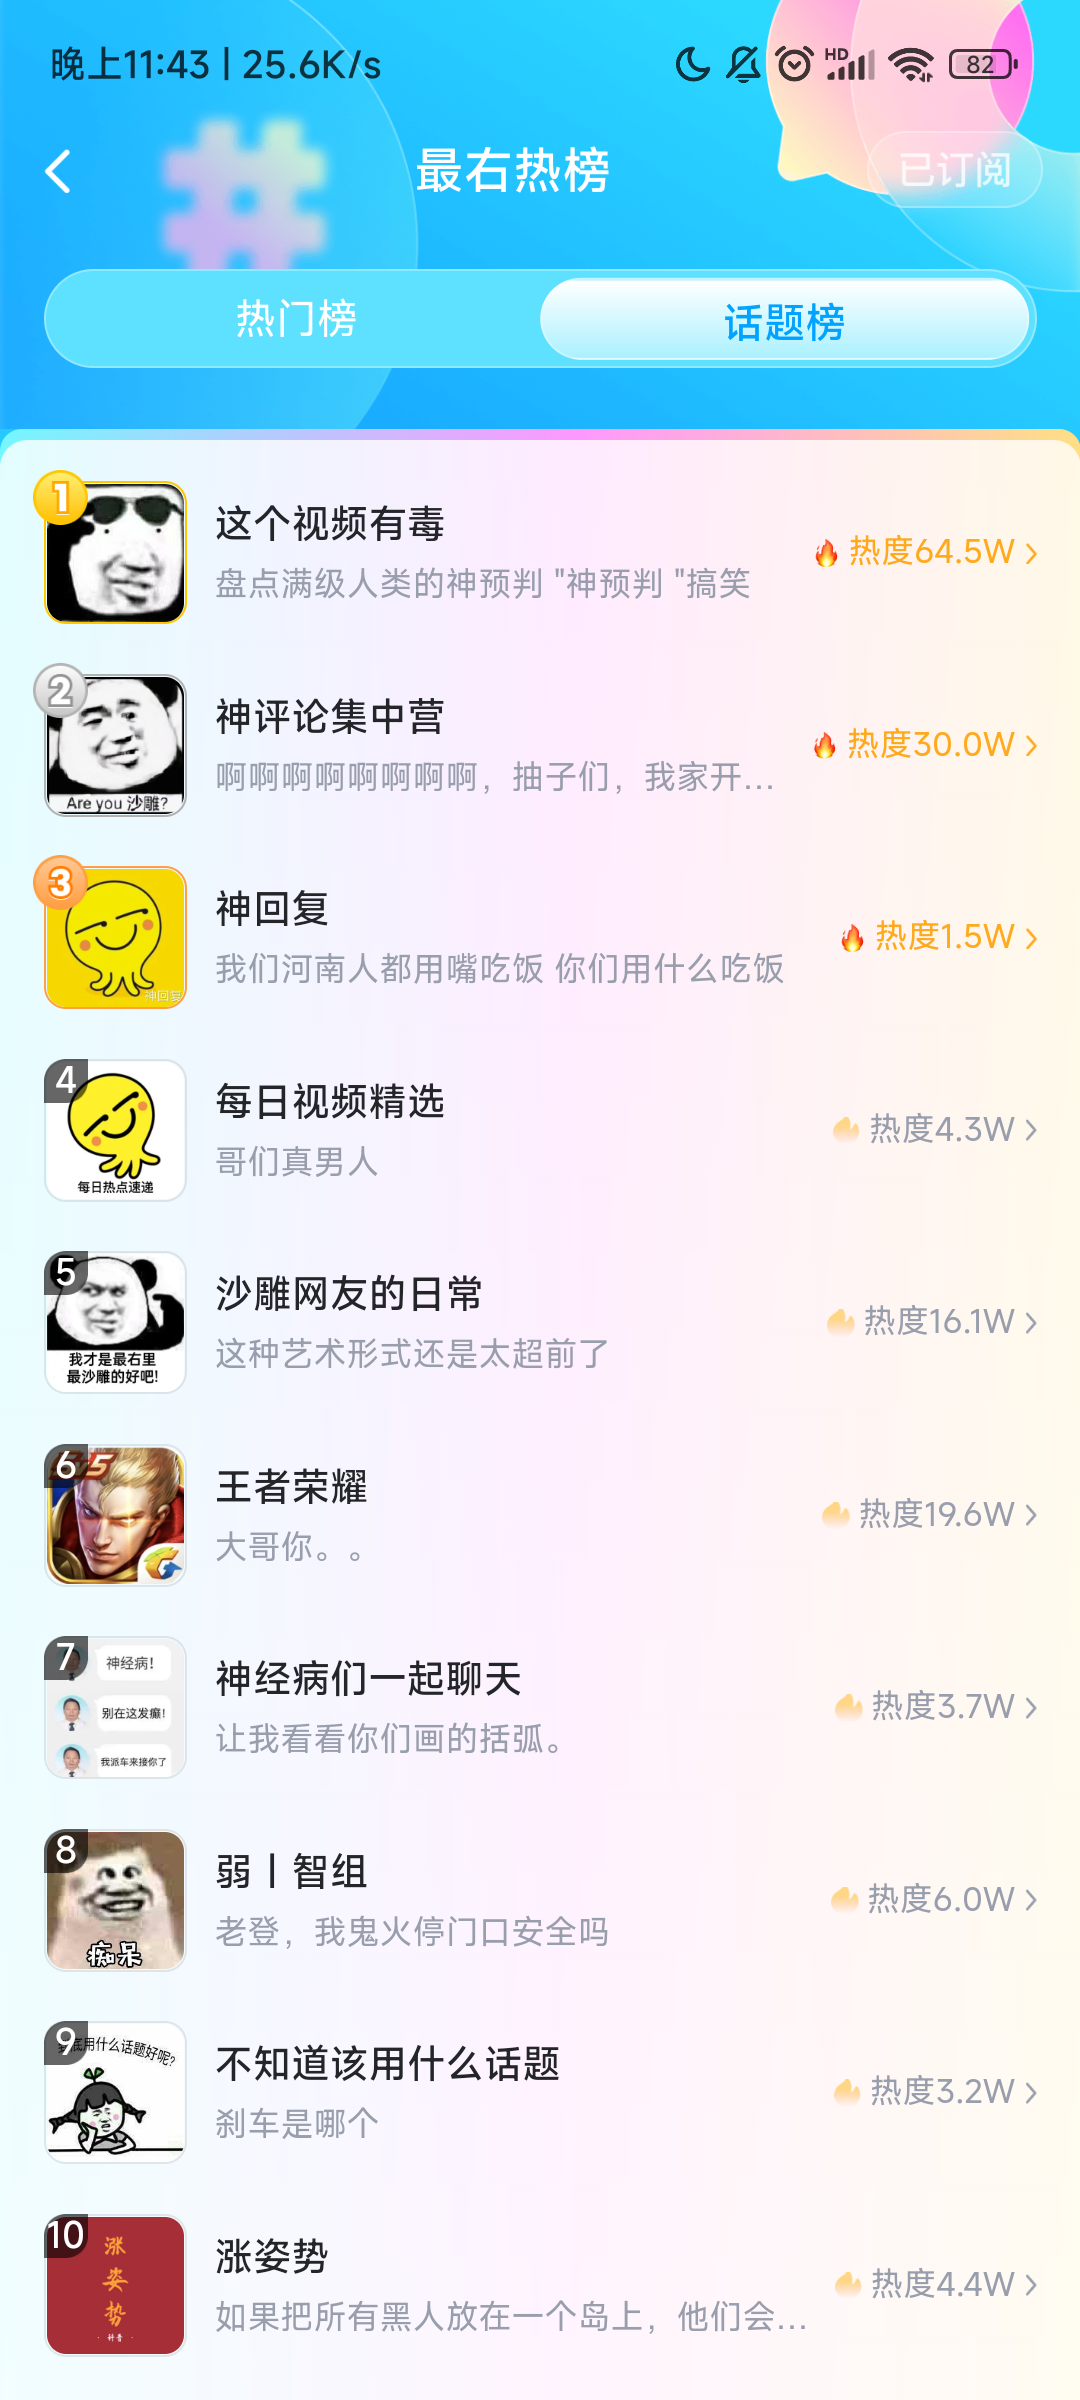 晚上11:43 | 25.6K/s
HD
82
最右热榜
已订阅
热门榜
话题榜
1
这个视频有毒
盘点满级人类的神预判 "神预判 "搞笑
热度64.5W
2
Are you 沙雕?
神评论集中营
啊啊啊啊啊啊啊啊，抽子们，我家开...
热度30.0W
3
神回复
神回复
我们河南人都用嘴吃饭 你们用什么吃饭
热度1.5W
4
每日热点速递
每日视频精选
哥们真男人
热度4.3W
5
我才是最右里
最沙雕的好吧!
沙雕网友的日常
这种艺术形式还是太超前了
热度16.1W
6
王者荣耀
大哥你。。
热度19.6W
7
神经病!
别在这发癫!
我派车来接你了
神经病们一起聊天
让我看看你们画的括弧。
热度3.7W
8
痴呆
弱丨智组
老登，我鬼火停门口安全吗
热度6.0W
9
底用什么话题好呢?
不知道该用什么话题
刹车是哪个
热度3.2W
10
涨
姿
势
涨姿势
如果把所有黑人放在一个岛上，他们会...
热度4.4W